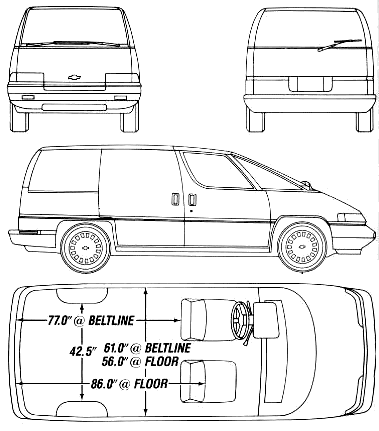 77.0" @ BELTLINE
42.5"
61.0" @ BELTLINE
56.0" @ FLOOR
86.0" @ FLOOR